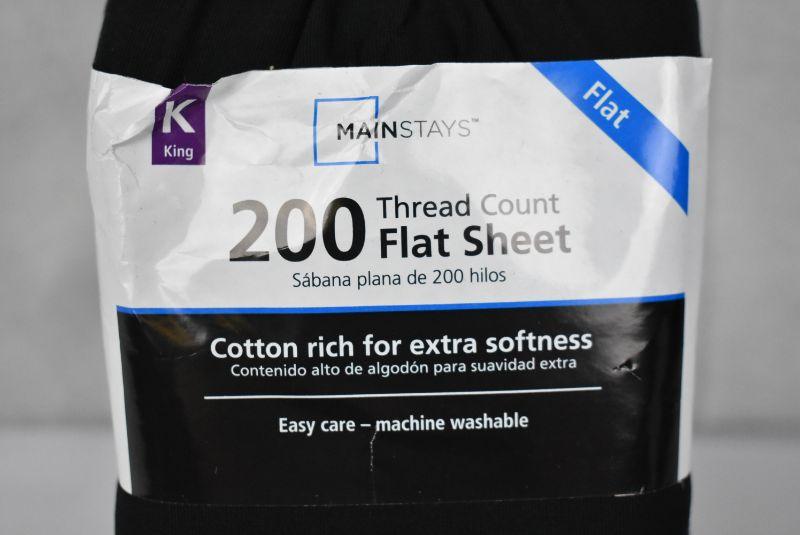 K
King
MAINSTAYS™
Flat
200 Thread Count
Flat Sheet
Sábana plana de 200 hilos
Cotton rich for extra softness
Contenido alto de algodón para suavidad extra
Easy care – machine washable